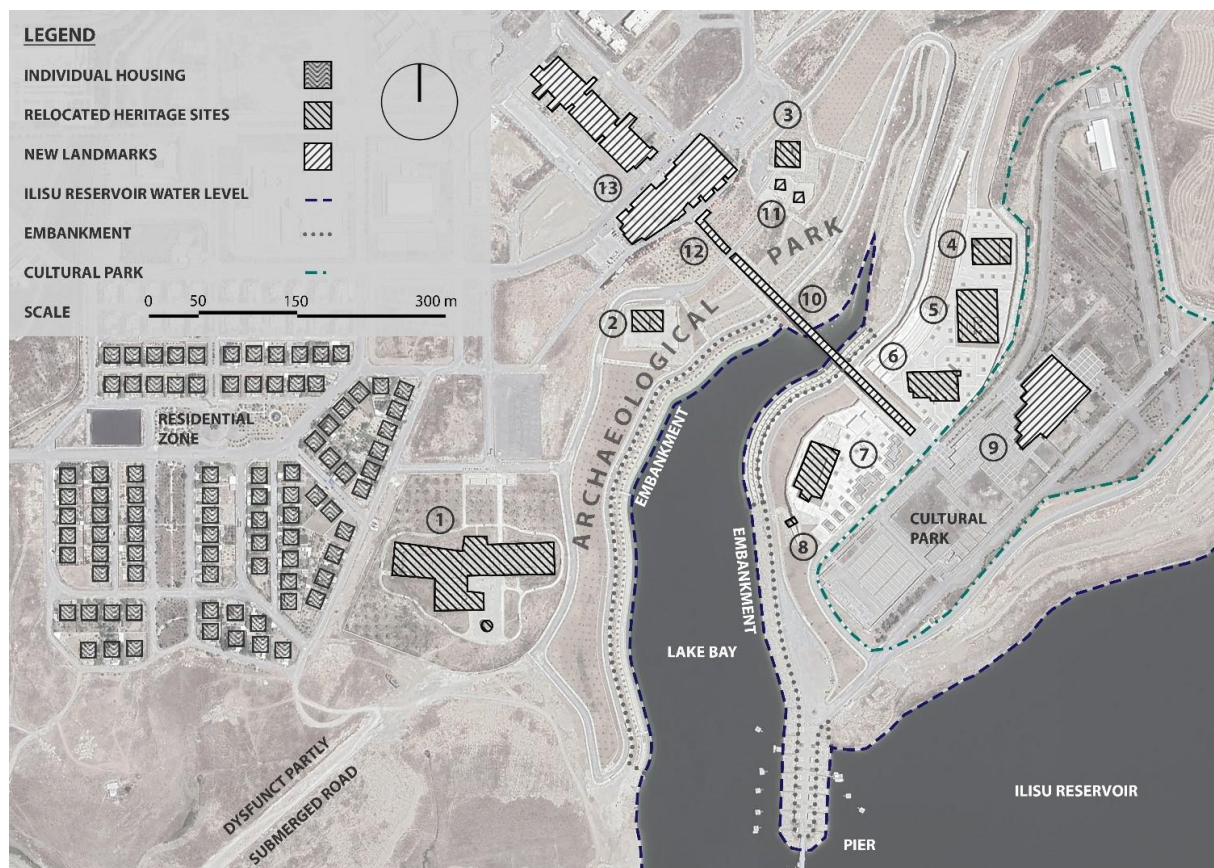 LEGEND
INDIVIDUAL HOUSING
RELOCATED HERITAGE SITES
NEW LANDMARKS
ILISU RESERVOIR WATER LEVEL
EMBANKMENT
CULTURAL PARK
SCALE
0 50 150 300 m
3
13
11
4
12
PARK
10
5
2
6
ARCHAEOLOGICAL
RESIDENTIAL
ZONE
EMBANKMENT
7
9
1
CULTURAL
PARK
8
EMBANKMENT
LAKE BAY
DYSFUNCT PARTLY
SUBMERGED ROAD
ILISU RESERVOIR
PIER